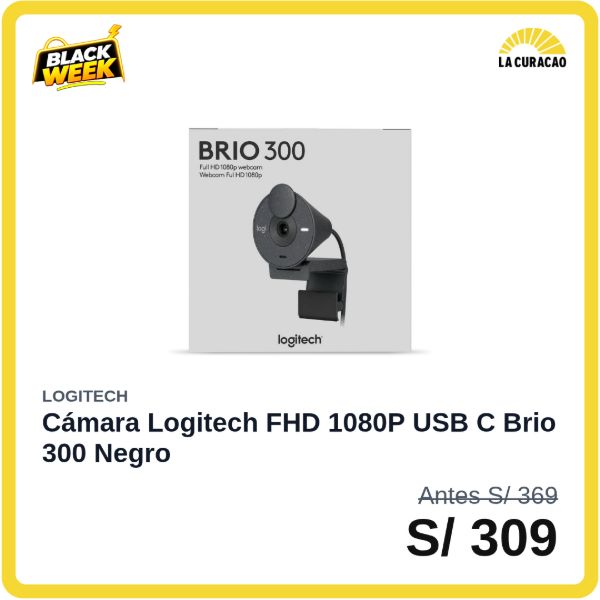 BLACK
WEEK
LA CURACAO
BRIO 300
Full HD 1080p webcam
Webcam Full HD 1080p
logi
logitech
LOGITECH
Cámara Logitech FHD 1080P USB C Brio
300 Negro
Antes S/ 369
S/ 309